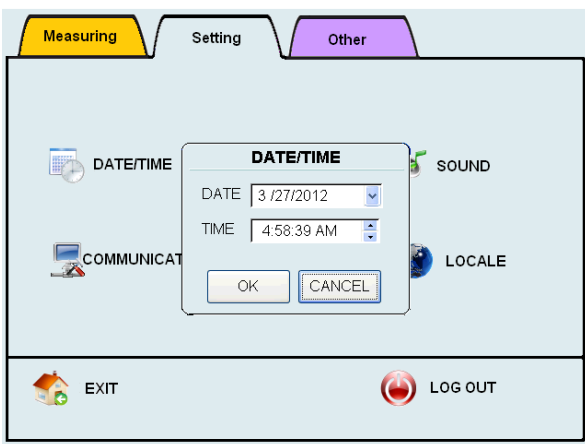 Measuring
Setting
Other
DATE/TIME
SOUND
DATE/TIME
DATE 3 /27/2012
TIME 4:58:39 AM
OK
CANCEL
COMMUNICAT
LOCALE
EXIT
LOG OUT